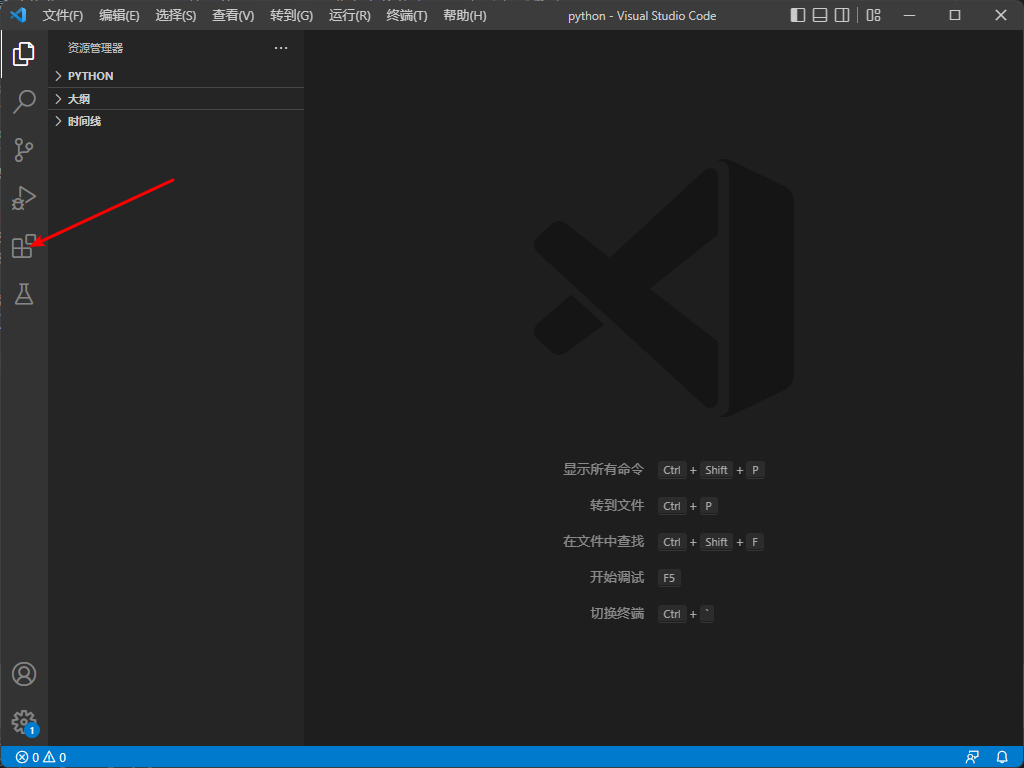 文件(F) 编辑(E) 选择(S) 查看(V) 转到(G) 运行(R) 终端(T) 帮助(H) python - Visual Studio Code
资源管理器 ...
PYTHON
大纲
时间线
显示所有命令 Ctrl + Shift + P
转到文件 Ctrl + P
在文件中查找 Ctrl + Shift + F
开始调试 F5
切换终端 Ctrl + `
1
0 0